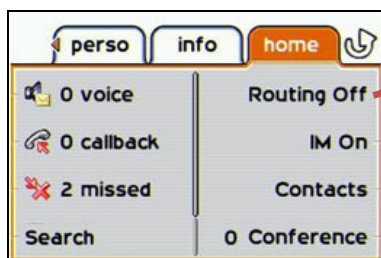 perso info home
0 voice Routing Off
0 callback IM On
2 missed Contacts
Search 0 Conference